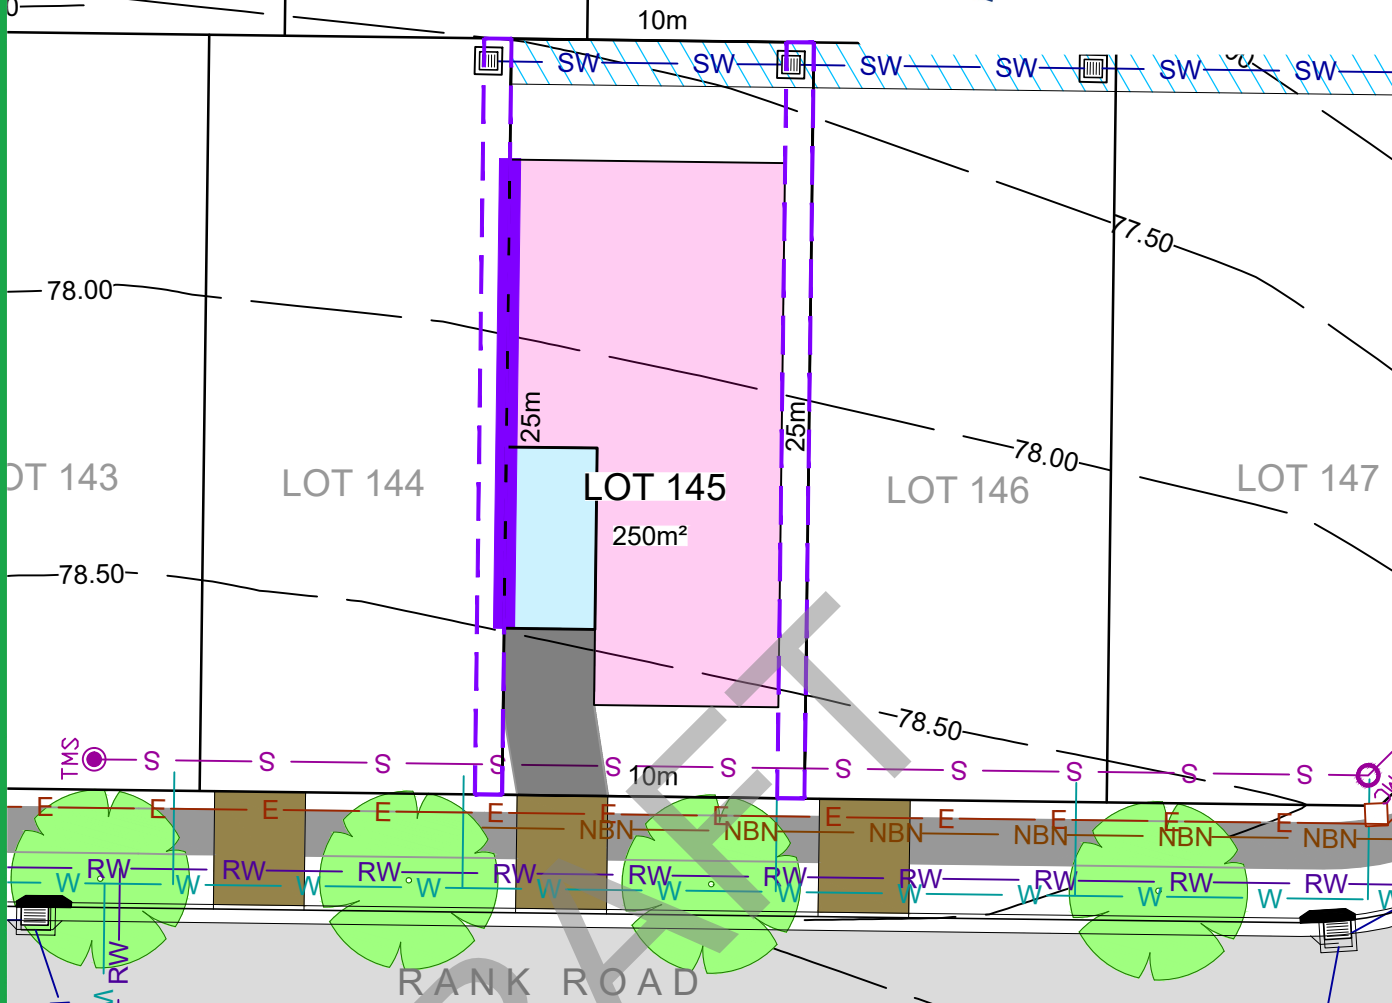 10m
SW SW SW SW SW SW
77.50
78.00
25m
25m
78.00
LOT 143
LOT 144
LOT 145
LOT 146
LOT 147
250m²
78.50
78.50
TMS
S S S S S S S S S S S
10m
E E E E E E E E E E
NBN NBN NBN NBN NBN NBN
RW RW RW RW RW RW RW RW RW RW
W W W W W W W W W W W
RW
W
RANK ROAD